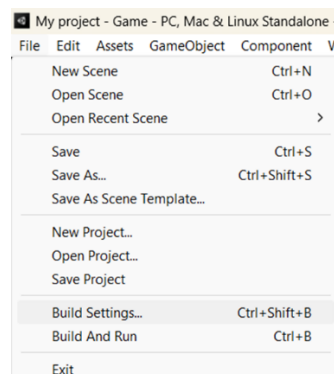 My project - Game - PC, Mac & Linux Standalone -
File Edit Assets GameObject Component
New Scene Ctrl+N
Open Scene Ctrl+O
Open Recent Scene >
Save Ctrl+S
Save As... Ctrl+Shift+S
Save As Scene Template...
New Project...
Open Project...
Save Project
Build Settings... Ctrl+Shift+B
Build And Run Ctrl+B
Exit